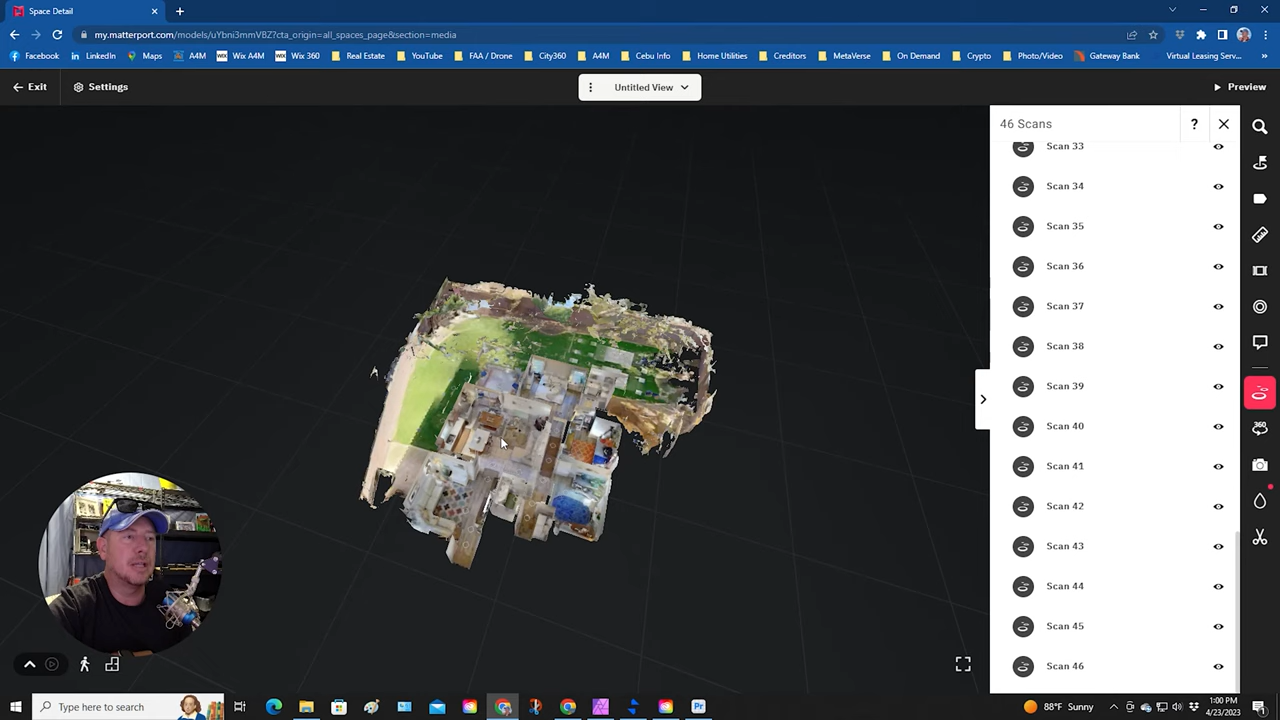 Space Detail
my.matterport.com/models/uYbni3mmVBZ?cta_origin=all_spaces_page&section=media
Facebook LinkedIn Maps A4M Wix A4M Wix 360 Real Estate YouTube FAA / Drone City360 A4M Cebu Info Home Utilities Creditors MetaVerse On Demand Crypto Photo/Video Gateway Bank Virtual Leasing Serv...
Exit Settings Untitled View Preview
46 Scans ?
Scan 33
Scan 34
Scan 35
Scan 36
Scan 37
Scan 38
Scan 39
Scan 40
360
Scan 41
Scan 42
Scan 43
Scan 44
Scan 45
Scan 46
Type here to search
Pr
88°F Sunny
1:00 PM
4/23/2023